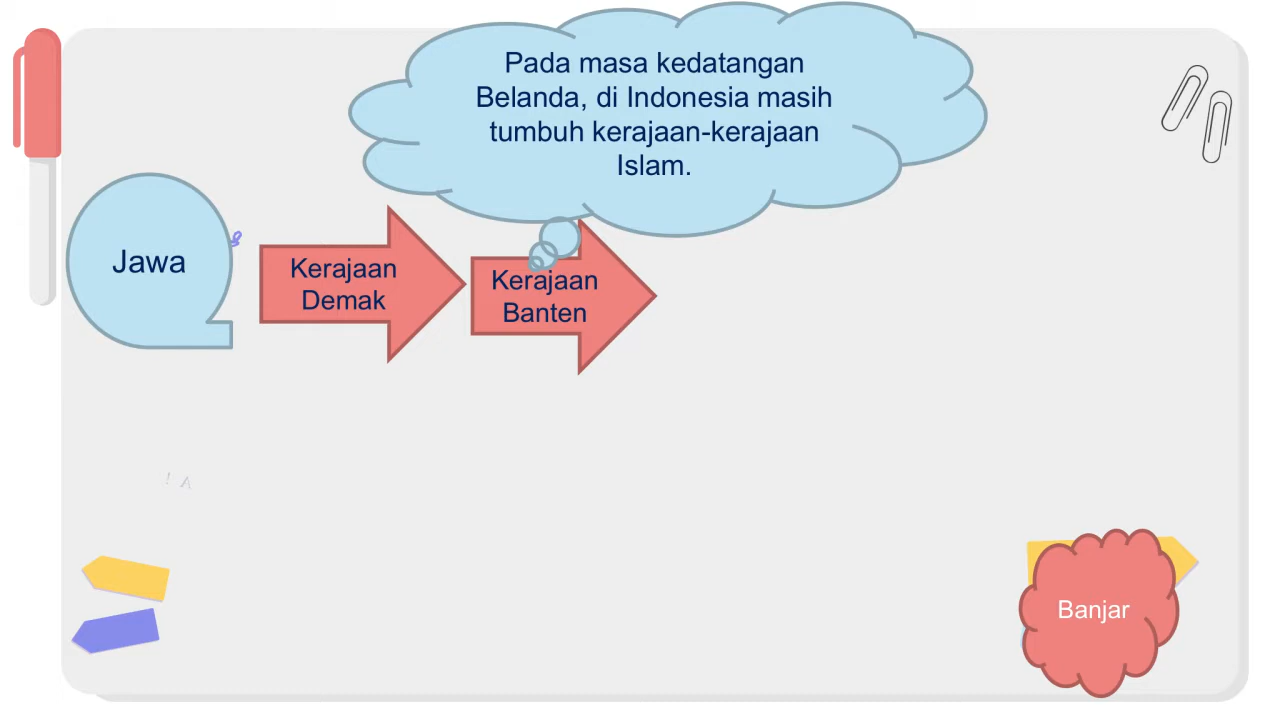 Pada masa kedatangan
Belanda, di Indonesia masih
tumbuh kerajaan-kerajaan
Islam.
Jawa
Kerajaan
Demak
Kerajaan
Banten
Banjar